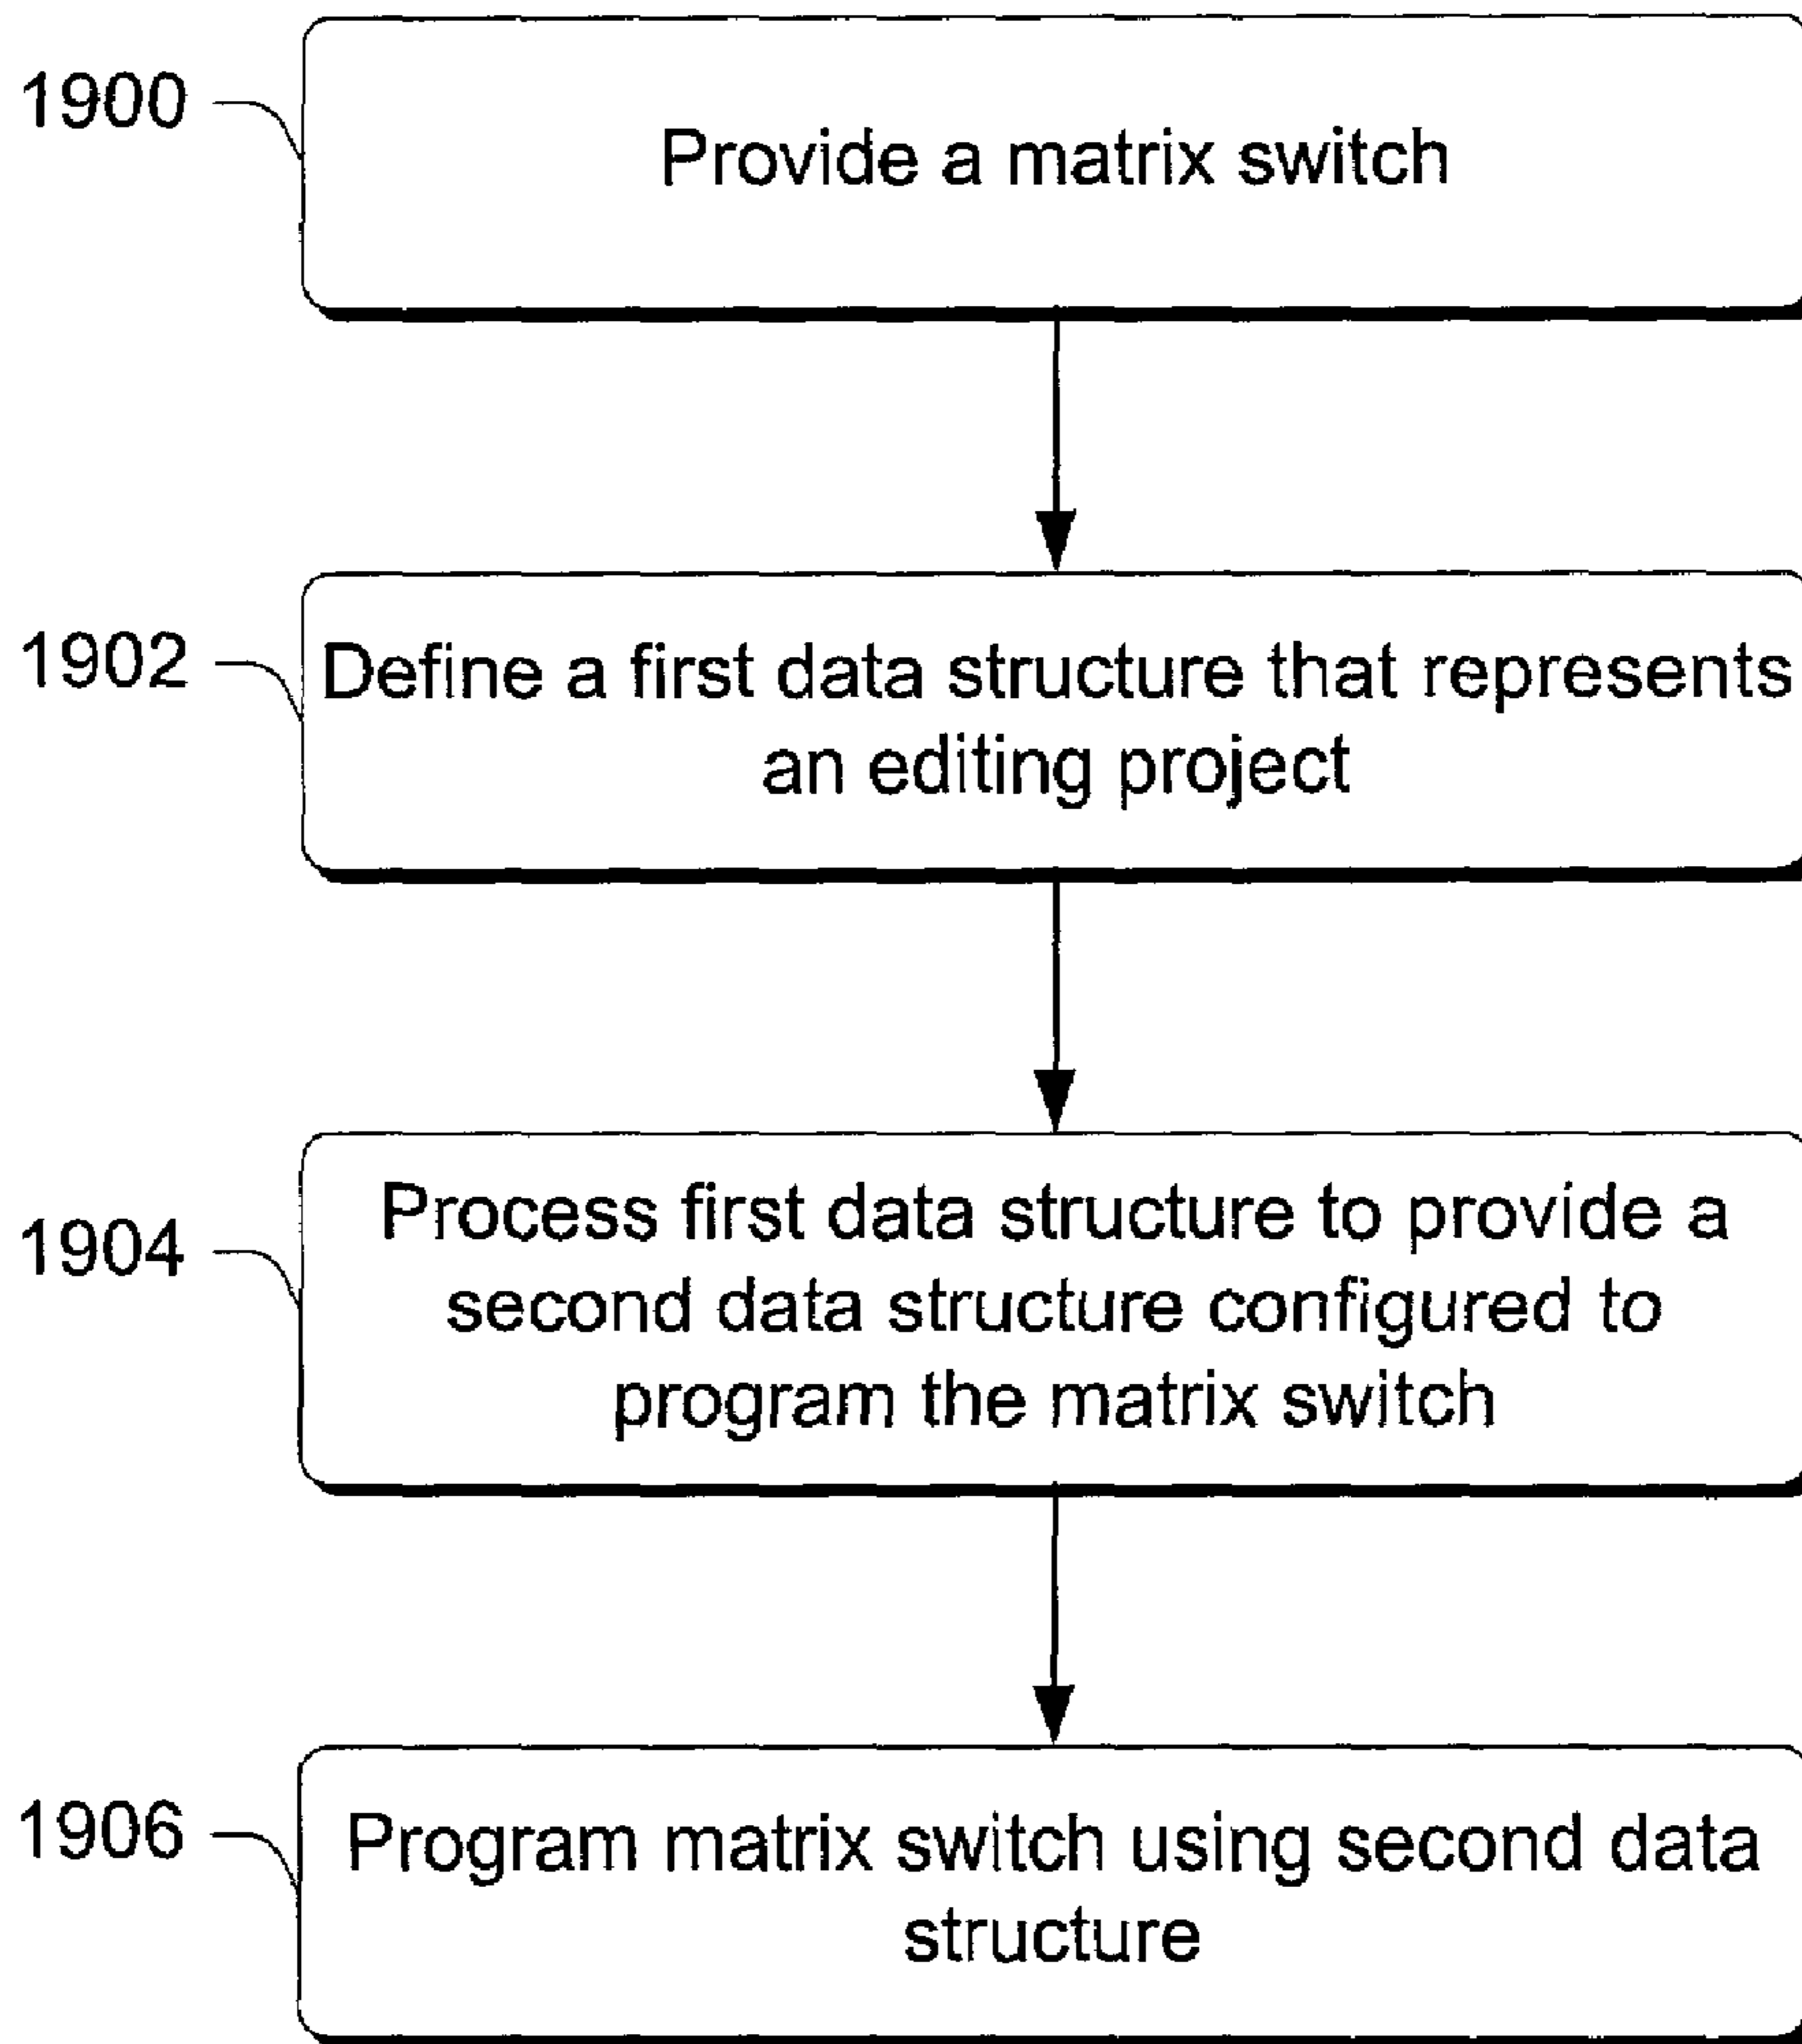 1900
Provide a matrix switch
1902
Define a first data structure that represents
an editing project
1904
Process first data structure to provide a
second data structure configured to
program the matrix switch
1906
Program matrix switch using second data
structure